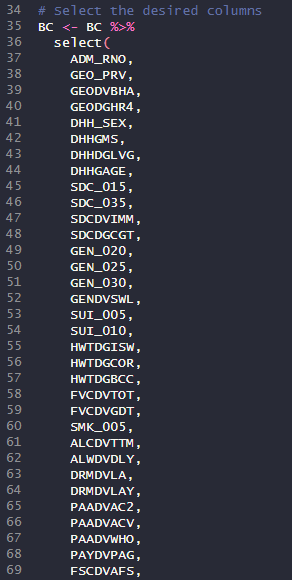 34 # Select the desired columns
35 BC <- BC %>%
36 select(
37 ADM_RNO,
38 GEO_PRV,
39 GEODVBHA,
40 GEODGHR4,
41 DHH_SEX,
42 DHHGMS,
43 DHHDGLVG,
44 DHHGAGE,
45 SDC_015,
46 SDC_035,
47 SDCDVIMM,
48 SDCDGCGT,
49 GEN_020,
50 GEN_025,
51 GEN_030,
52 GENDVSWL,
53 SUI_005,
54 SUI_010,
55 HWTDGISW,
56 HWTDGCOR,
57 HWTDGBCC,
58 FVCDVTOT,
59 FVCDVGDT,
60 SMK_005,
61 ALCDVTTM,
62 ALWDVDLY,
63 DRMDVLA,
64 DRMDVLAY,
65 PAADVAC2,
66 PAADVACV,
67 PAADVWHO,
68 PAYDVPAG,
69 FSCDVAFS,